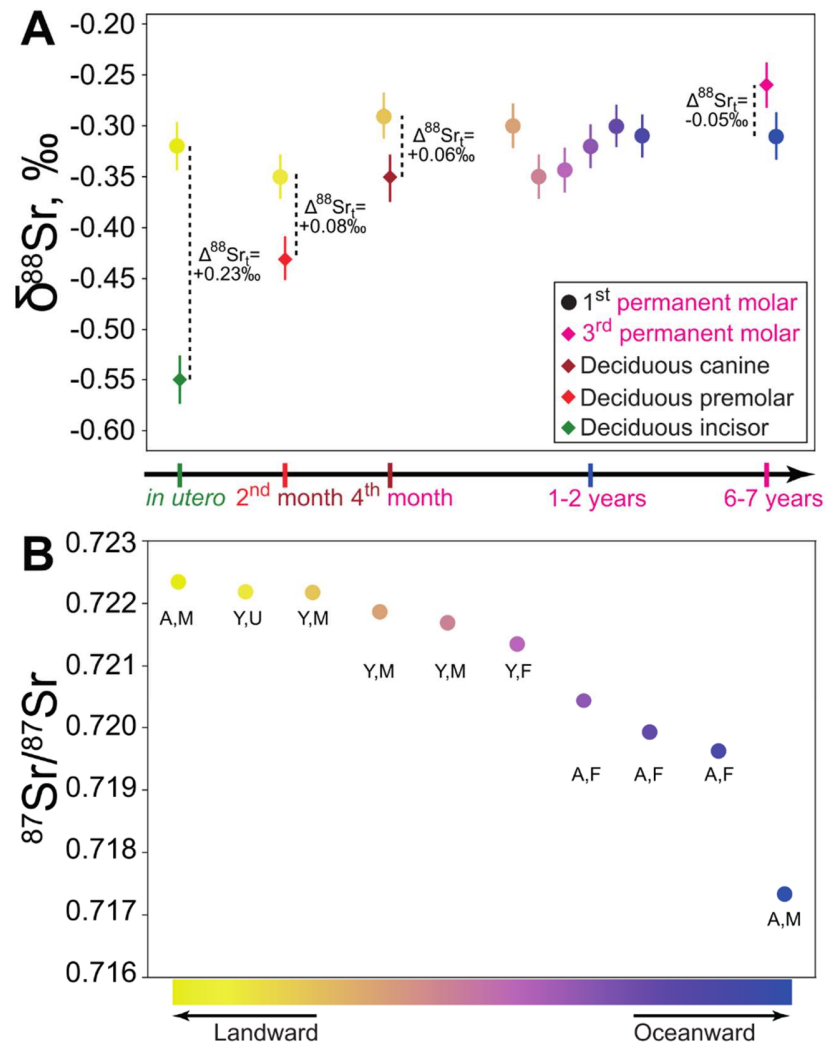 A
-0.20
-0.25
-0.30
-0.35
-0.40
-0.45
-0.50
-0.55
-0.60
δ⁸⁸Sr, ‰
Δ⁸⁸Srₜ=
+0.23‰
Δ⁸⁸Srₜ=
+0.08‰
Δ⁸⁸Srₜ=
+0.06‰
Δ⁸⁸Srₜ=
-0.05‰
1ˢᵗ permanent molar
3ʳᵈ permanent molar
Deciduous canine
Deciduous premolar
Deciduous incisor
in utero 2ⁿᵈ month 4ᵗʰ month 1-2 years 6-7 years
B
0.723
0.722
0.721
0.720
0.719
0.718
0.717
0.716
⁸⁷Sr/⁸⁷Sr
A,M Y,U Y,M
Y,M Y,M Y,F
A,F A,F A,F
A,M
Landward Oceanward